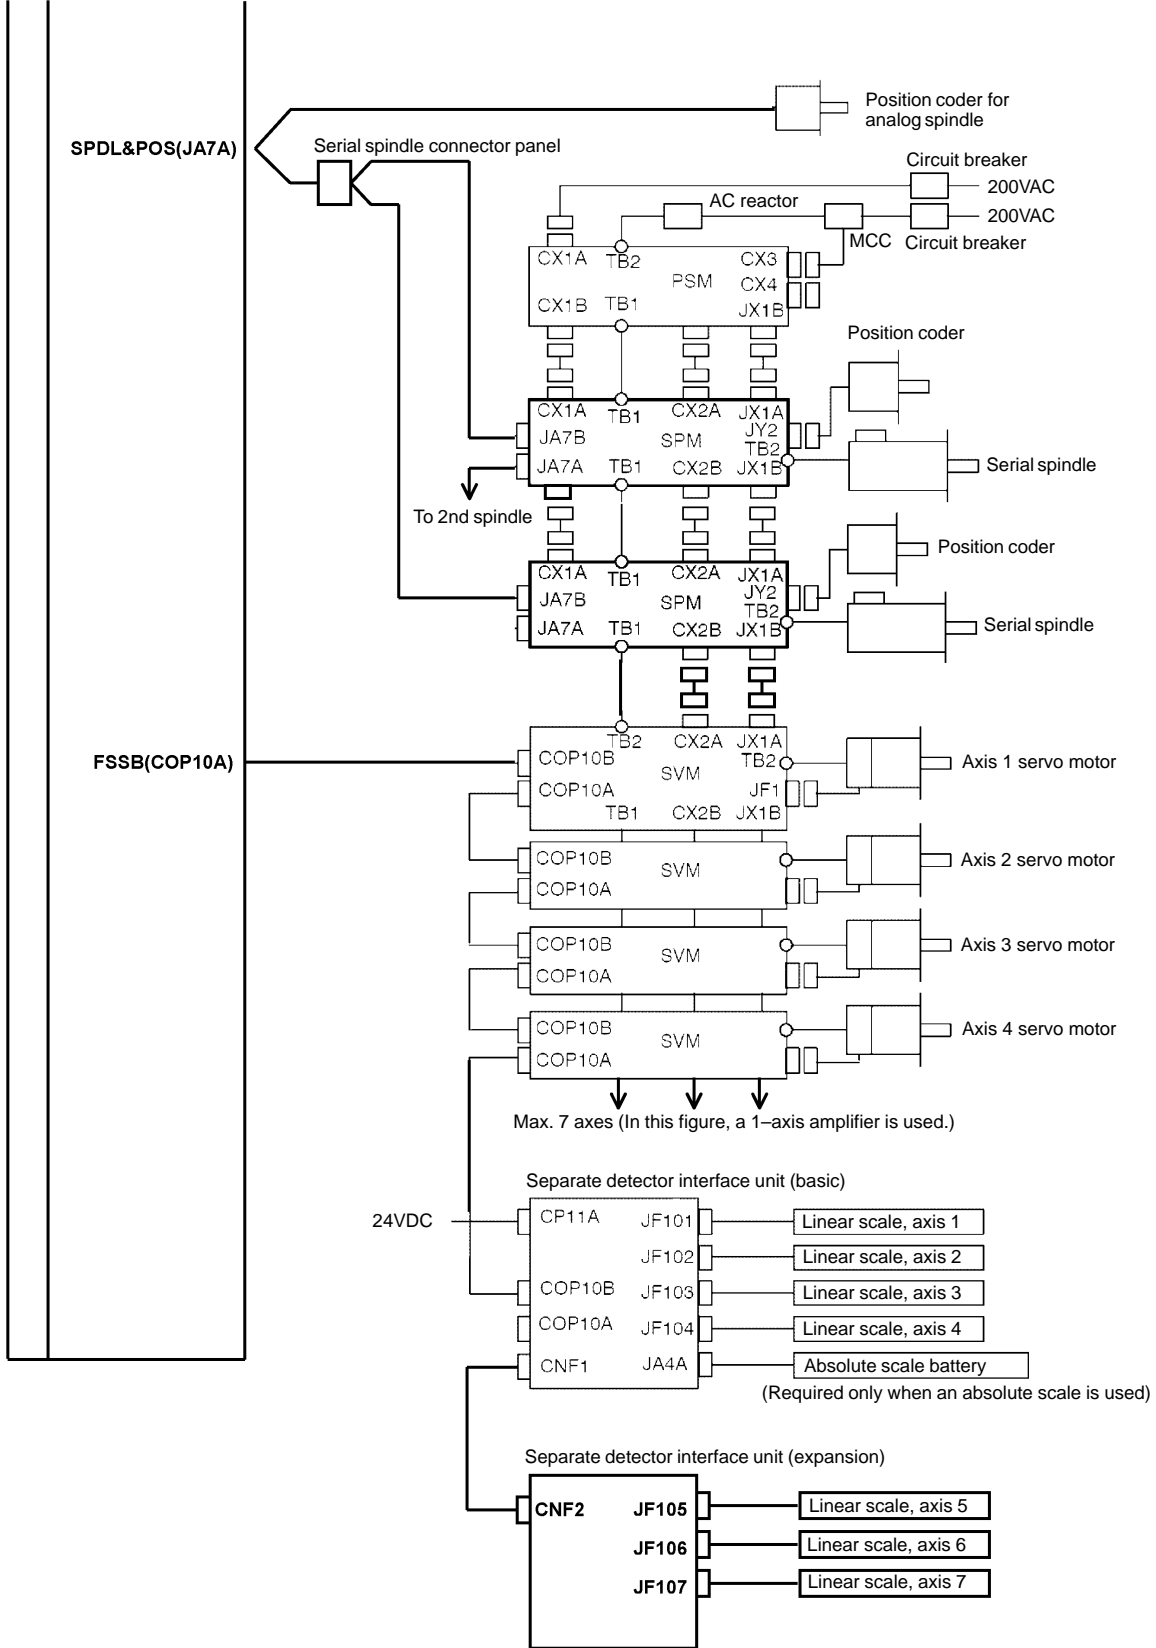 Position coder for
analog spindle
SPDL&POS(JA7A)
Serial spindle connector panel
Circuit breaker
200VAC
AC reactor
200VAC
MCC
Circuit breaker
CX1A
TB2
CX3
PSM
CX4
CX1B
TB1
JX1B
Position coder
CX1A
TB1
CX2A
JX1A
JA7B
SPM
JY2
TB2
JA7A
TB1
CX2B
JX1B
Serial spindle
To 2nd spindle
Position coder
CX1A
TB1
CX2A
JX1A
JA7B
SPM
JY2
TB2
JA7A
TB1
CX2B
JX1B
Serial spindle
FSSB(COP10A)
TB2
CX2A
JX1A
COP10B
SVM
TB2
Axis 1 servo motor
COP10A
JF1
TB1
CX2B
JX1B
COP10B
SVM
Axis 2 servo motor
COP10A
COP10B
SVM
Axis 3 servo motor
COP10A
COP10B
SVM
Axis 4 servo motor
COP10A
Max. 7 axes (In this figure, a 1–axis amplifier is used.)
Separate detector interface unit (basic)
24VDC
CP11A
JF101
Linear scale, axis 1
JF102
Linear scale, axis 2
COP10B
JF103
Linear scale, axis 3
COP10A
JF104
Linear scale, axis 4
CNF1
JA4A
Absolute scale battery
(Required only when an absolute scale is used)
Separate detector interface unit (expansion)
CNF2
JF105
Linear scale, axis 5
JF106
Linear scale, axis 6
JF107
Linear scale, axis 7